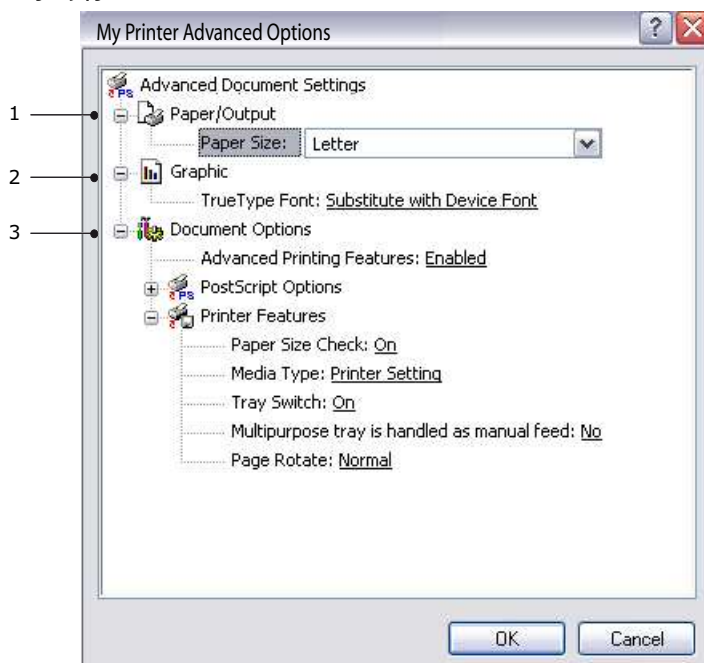 My Printer Advanced Options
?
Advanced Document Settings
1
Paper/Output
Paper Size: Letter
2
Graphic
TrueType Font: Substitute with Device Font
3
Document Options
Advanced Printing Features: Enabled
PS
PostScript Options
Printer Features
Paper Size Check: On
Media Type: Printer Setting
Tray Switch: On
Multipurpose tray is handled as manual feed: No
Page Rotate: Normal
OK Cancel